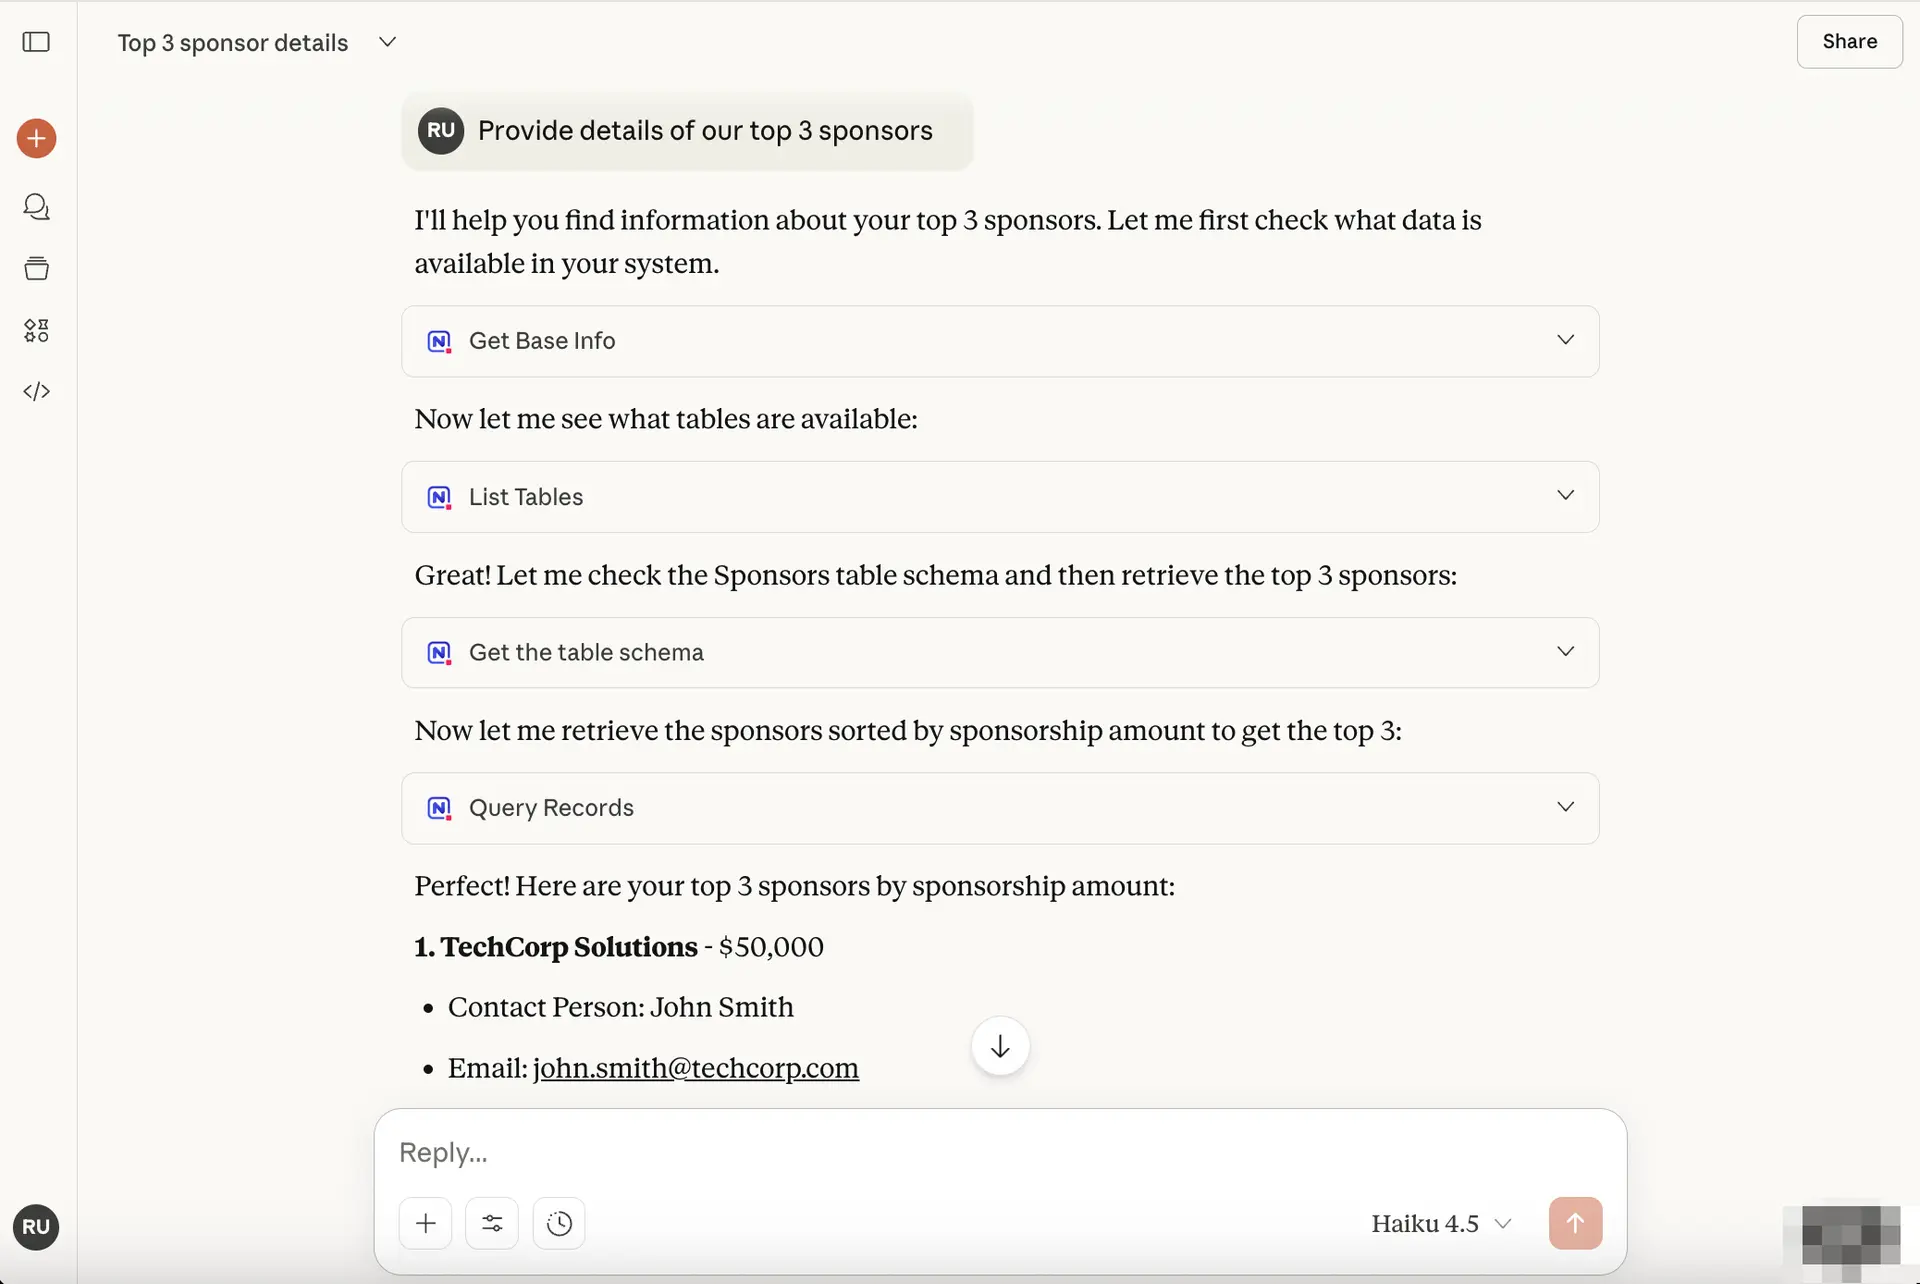 Top 3 sponsor details
Share
RU Provide details of our top 3 sponsors
I'll help you find information about your top 3 sponsors. Let me first check what data is
available in your system.
N Get Base Info
Now let me see what tables are available:
N List Tables
Great! Let me check the Sponsors table schema and then retrieve the top 3 sponsors:
N Get the table schema
Now let me retrieve the sponsors sorted by sponsorship amount to get the top 3:
N Query Records
Perfect! Here are your top 3 sponsors by sponsorship amount:
1. TechCorp Solutions - $50,000
• Contact Person: John Smith
• Email: john.smith@techcorp.com
Reply...
Haiku 4.5
RU